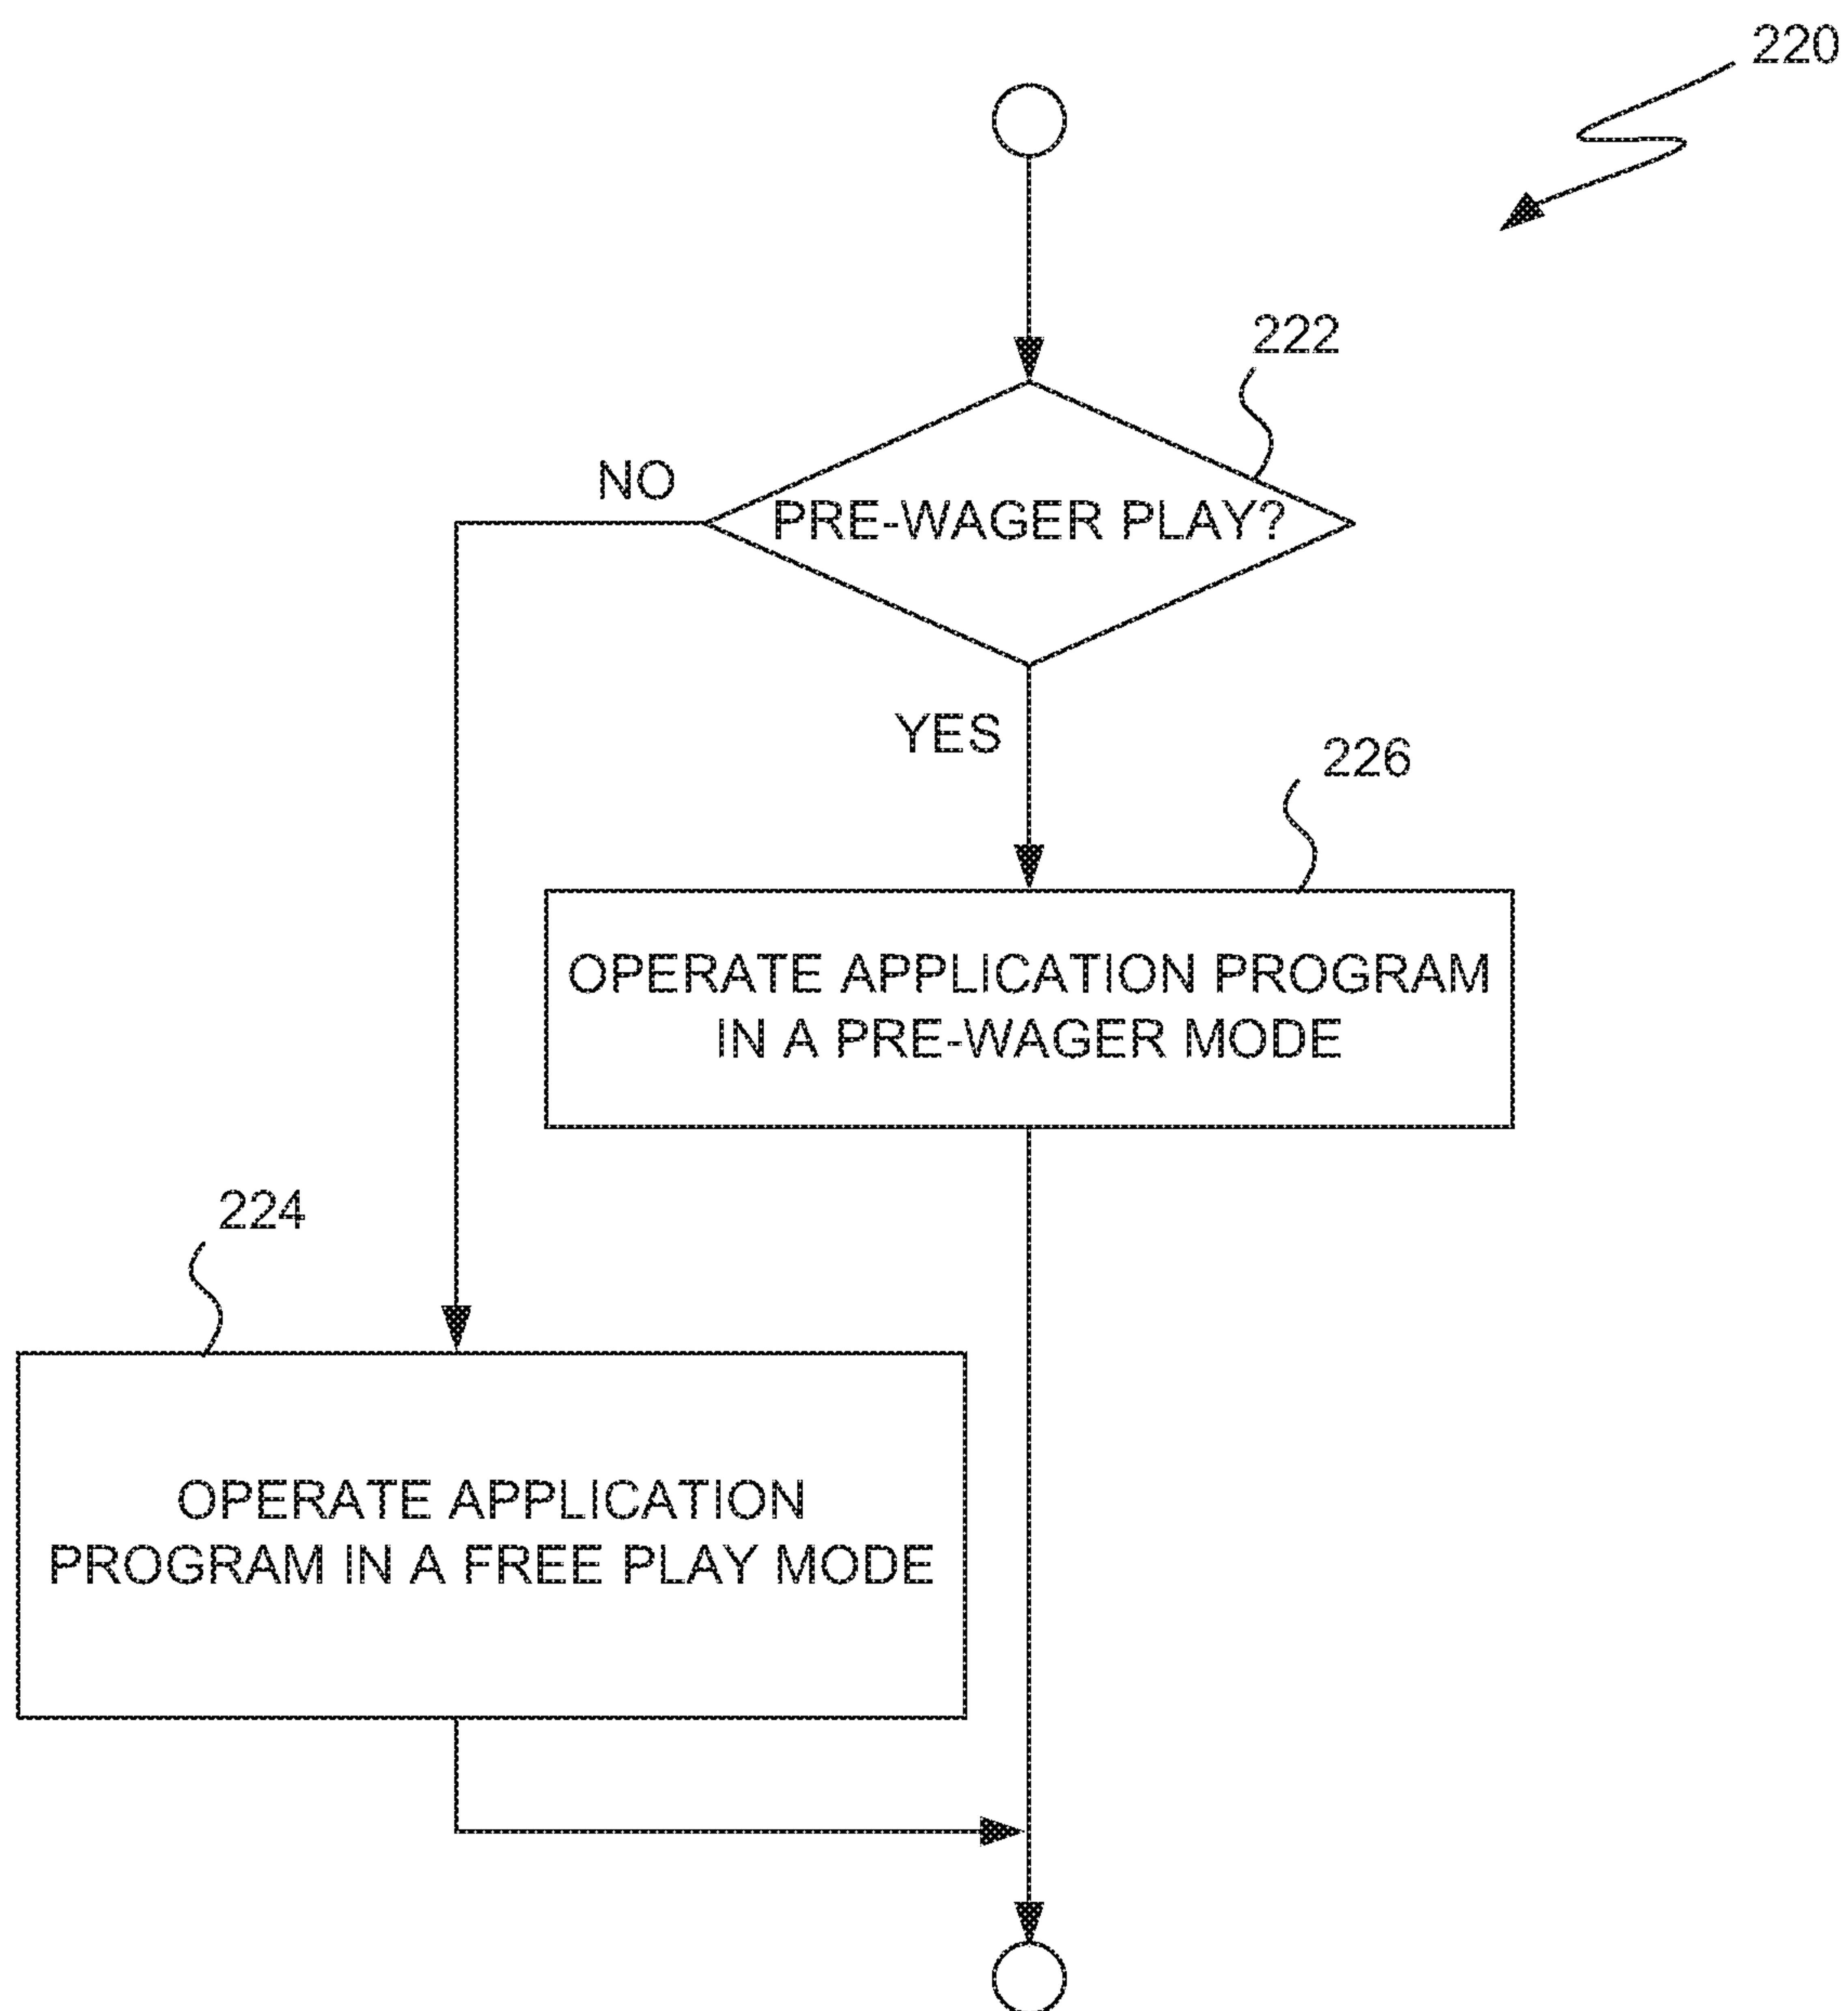 220
222
NO
PRE-WAGER PLAY?
YES
226
OPERATE APPLICATION PROGRAM
IN A PRE-WAGER MODE
224
OPERATE APPLICATION
PROGRAM IN A FREE PLAY MODE